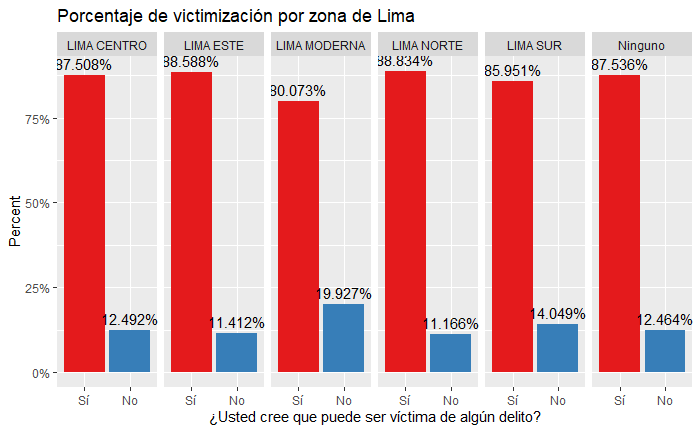 Porcentaje de victimización por zona de Lima
LIMA CENTRO LIMA ESTE LIMA MODERNA LIMA NORTE LIMA SUR Ninguno
87.508% 88.588% 80.073% 88.834% 85.951% 87.536%
12.492% 11.412% 19.927% 11.166% 14.049% 12.464%
75%
50%
25%
0%
Percent
Sí No Sí No Sí No Sí No Sí No Sí No
¿Usted cree que puede ser víctima de algún delito?